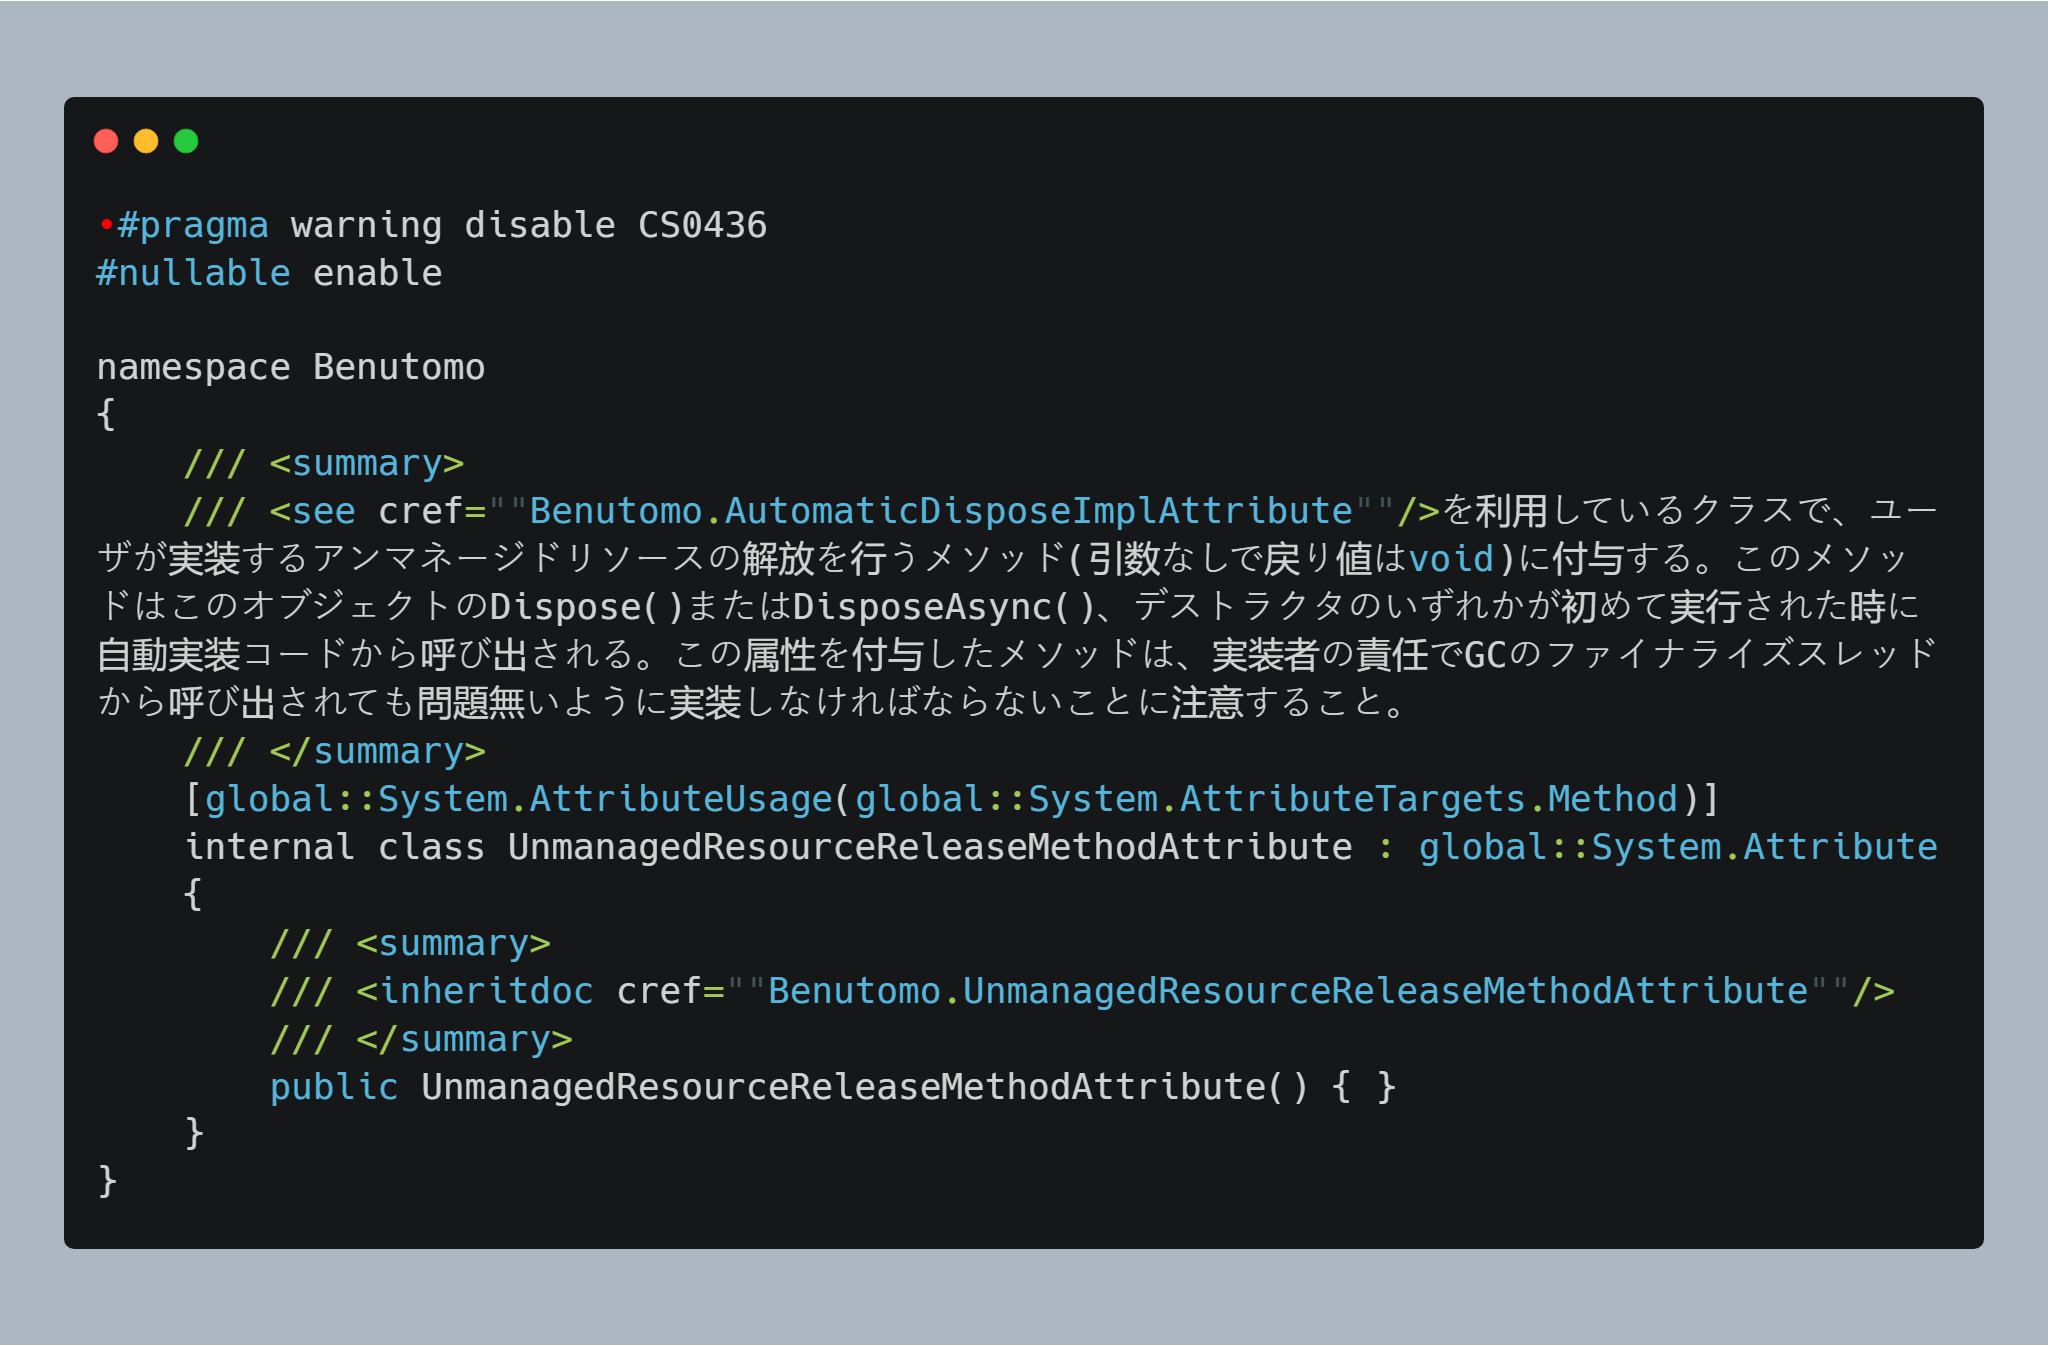 #pragma warning disable CS0436
#nullable enable
namespace Benutomo
{
/// <summary>
/// <see cref=""Benutomo.AutomaticDisposeImplAttribute""/>を利用しているクラスで、ユー
ザが実装するアンマネージドリソースの解放を行うメソッド(引数なしで戻り値はvoid)に付与する。このメソッ
ドはこのオブジェクトのDispose()またはDisposeAsync()、デストラクタのいずれかが初めて実行された時に
自動実装コードから呼び出される。この属性を付与したメソッドは、実装者の責任でGCのファイナライズスレッド
から呼び出されても問題無いように実装しなければならないことに注意すること。
/// </summary>
[global::System.AttributeUsage(global::System.AttributeTargets.Method)]
internal class UnmanagedResourceReleaseMethodAttribute : global::System.Attribute
{
/// <summary>
/// <inheritdoc cref=""Benutomo.UnmanagedResourceReleaseMethodAttribute""/>
/// </summary>
public UnmanagedResourceReleaseMethodAttribute() { }
}
}